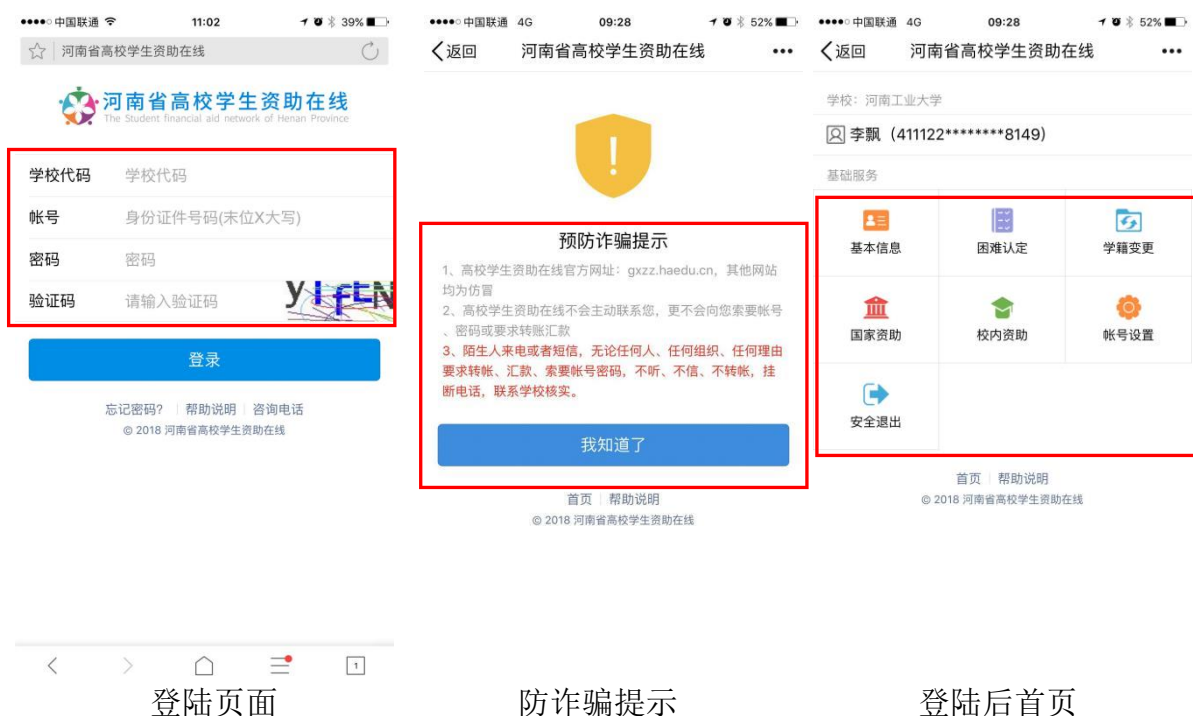 中国联通
11:02
39%
河南省高校学生资助在线
河南省高校学生资助在线
The Student financial aid network of Henan Province
学校代码 学校代码
帐号 身份证件号码(末位X大写)
密码 密码
验证码 请输入验证码
登录
忘记密码? 帮助说明 咨询电话
© 2018 河南省高校学生资助在线
1
登陆页面
中国联通 4G
09:28
52%
返回 河南省高校学生资助在线
预防诈骗提示
1、高校学生资助在线官方网址：gxzz.haedu.cn，其他网站
均为仿冒
2、高校学生资助在线不会主动联系您，更不会向您索要帐号
、密码或要求转账汇款
3、陌生人来电或者短信，无论任何人、任何组织、任何理由
要求转帐、汇款、索要帐号密码，不听、不信、不转帐，挂
断电话，联系学校核实。
我知道了
首页 帮助说明
© 2018 河南省高校学生资助在线
防诈骗提示
中国联通 4G
09:28
52%
返回 河南省高校学生资助在线
学校：河南工业大学
李飘（411122********8149）
基础服务
基本信息 困难认定 学籍变更
国家资助 校内资助 帐号设置
安全退出
首页 帮助说明
© 2018 河南省高校学生资助在线
登陆后首页